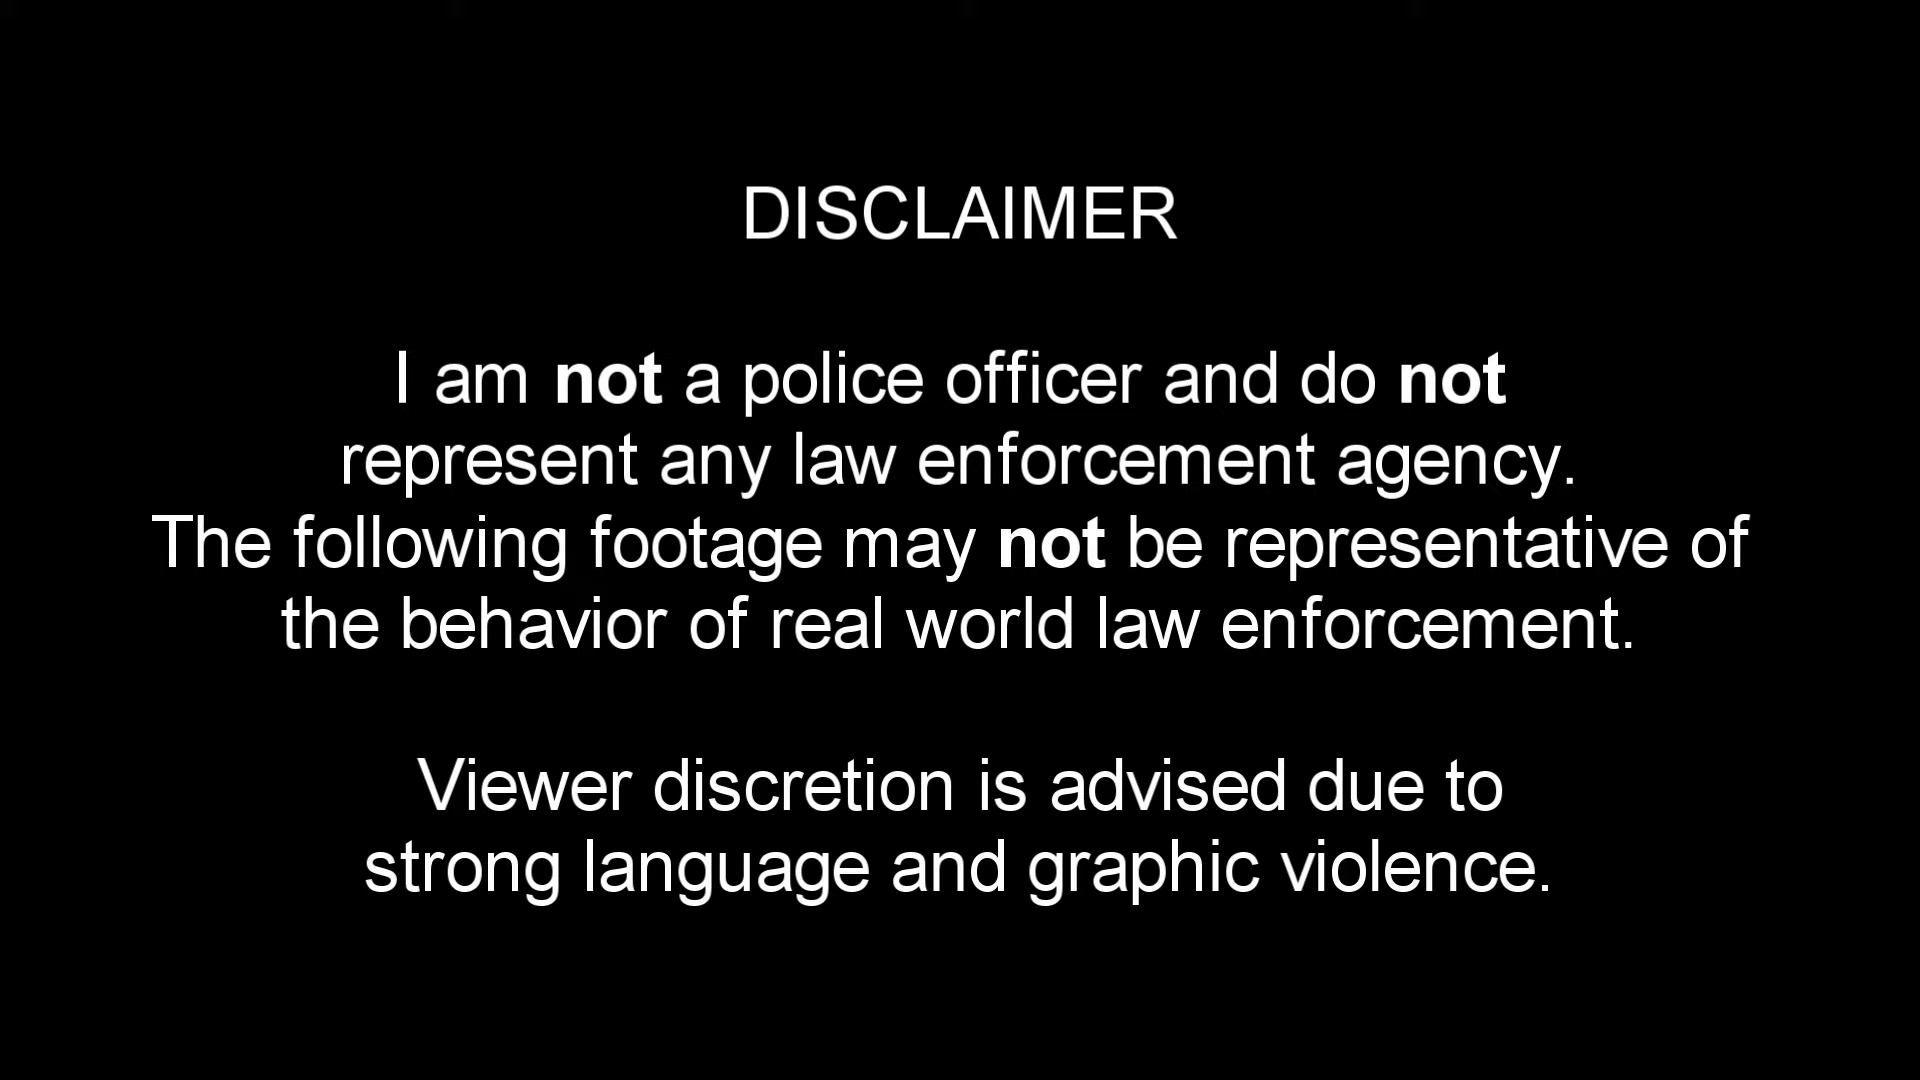 DISCLAIMER
I am not a police officer and do not
represent any law enforcement agency.
The following footage may not be representative of
the behavior of real world law enforcement.
Viewer discretion is advised due to
strong language and graphic violence.